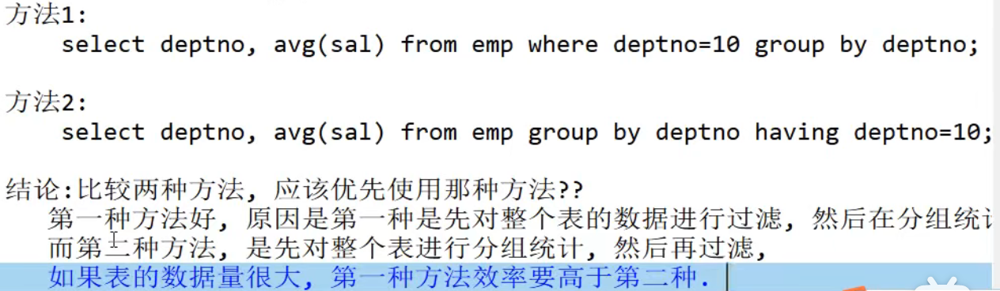 方法1:
select deptno, avg(sal) from emp where deptno=10 group by deptno;
方法2:
select deptno, avg(sal) from emp group by deptno having deptno=10;
结论:比较两种方法, 应该优先使用那种方法??
第一种方法好, 原因是第一种是先对整个表的数据进行过滤, 然后在分组统
而第二种方法, 是先对整个表进行分组统计, 然后再过滤,
如果表的数据量很大, 第一种方法效率要高于第二种.